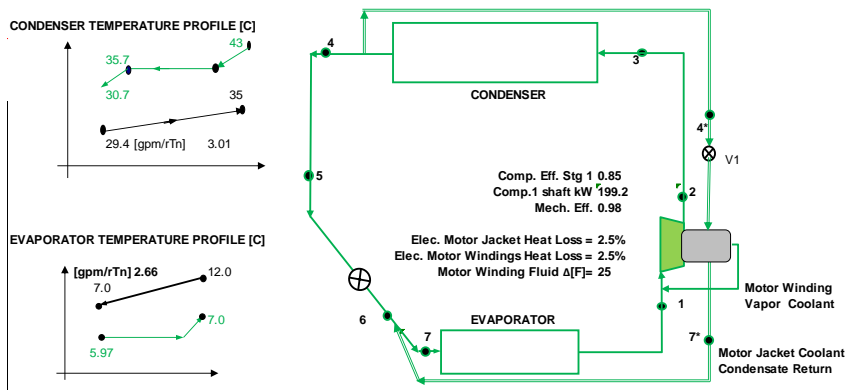 CONDENSER TEMPERATURE PROFILE [C]
43
35.7
30.7
35
29.4 [gpm/rTn] 3.01
EVAPORATOR TEMPERATURE PROFILE [C]
[gpm/rTn] 2.66
12.0
7.0
7.0
5.97
4
CONDENSER
3
4*
V1
5
Comp. Eff. Stg 1 0.85
Comp.1 shaft kW 199.2
Mech. Eff. 0.98
2
Elec. Motor Jacket Heat Loss = 2.5%
Elec. Motor Windings Heat Loss = 2.5%
Motor Winding Fluid Δ[F]= 25
1
Motor Winding
Vapor Coolant
6
EVAPORATOR
7
7*
Motor Jacket Coolant
Condensate Return